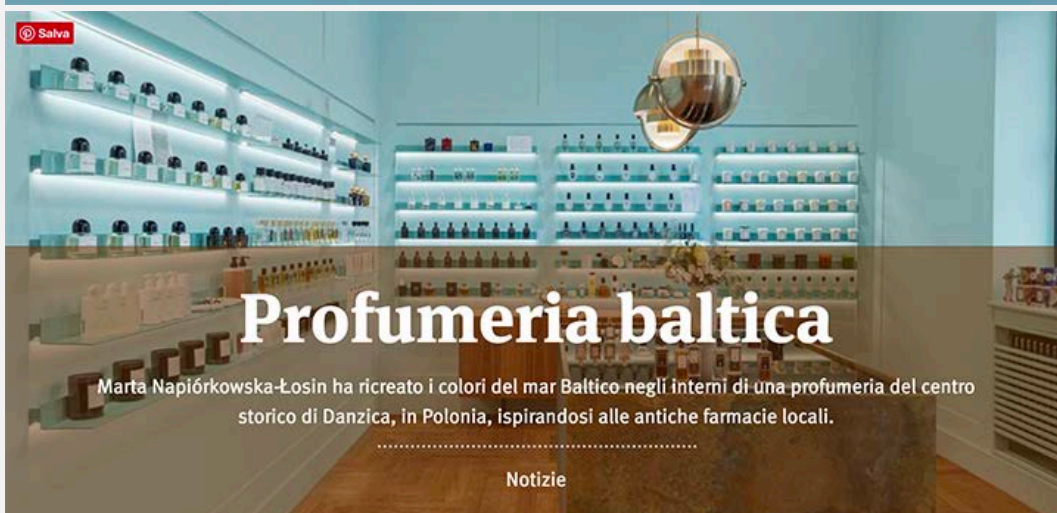 Salva
Profumeria baltica
Marta Napiórkowska-Łosin ha ricreato i colori del mar Baltico negli interni di una profumeria del centro
storico di Danzica, in Polonia, ispirandosi alle antiche farmacie locali.
Notizie